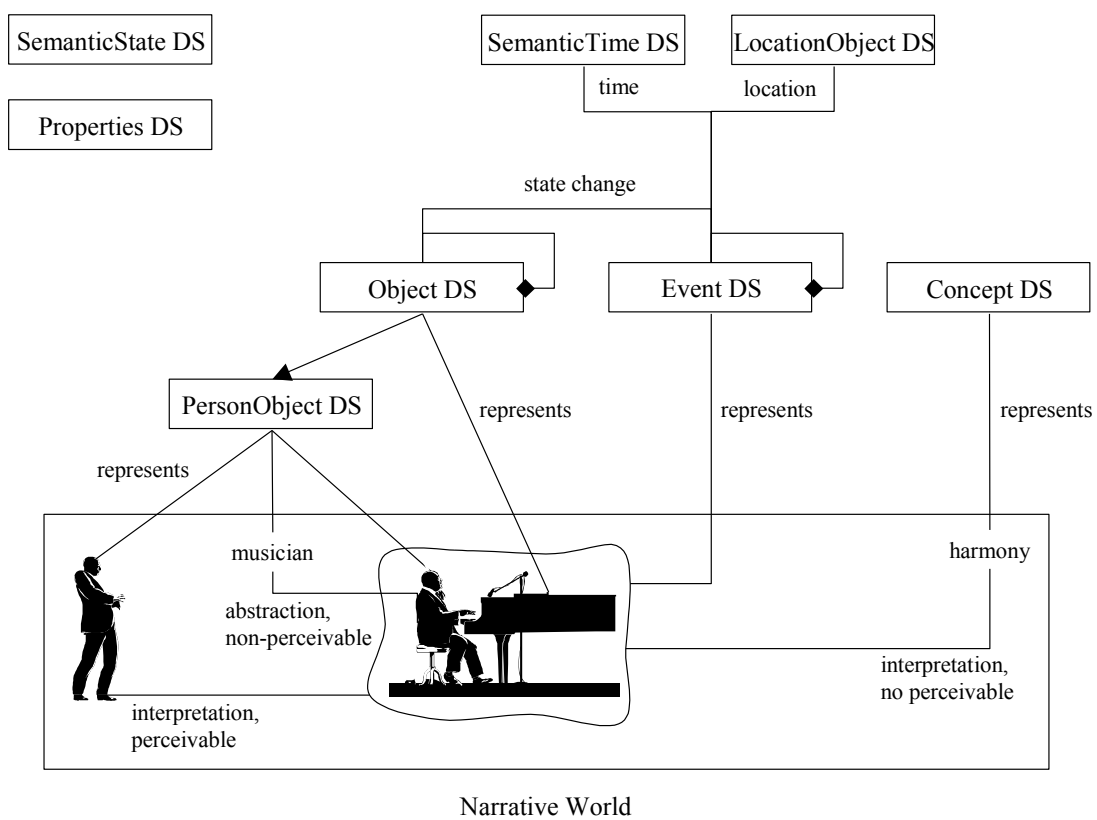 SemanticState DS
SemanticTime DS
LocationObject DS
time
location
Properties DS
state change
Object DS
Event DS
Concept DS
PersonObject DS
represents
represents
represents
represents
musician
harmony
abstraction,
non-perceivable
interpretation,
no perceivable
interpretation,
perceivable
Narrative World